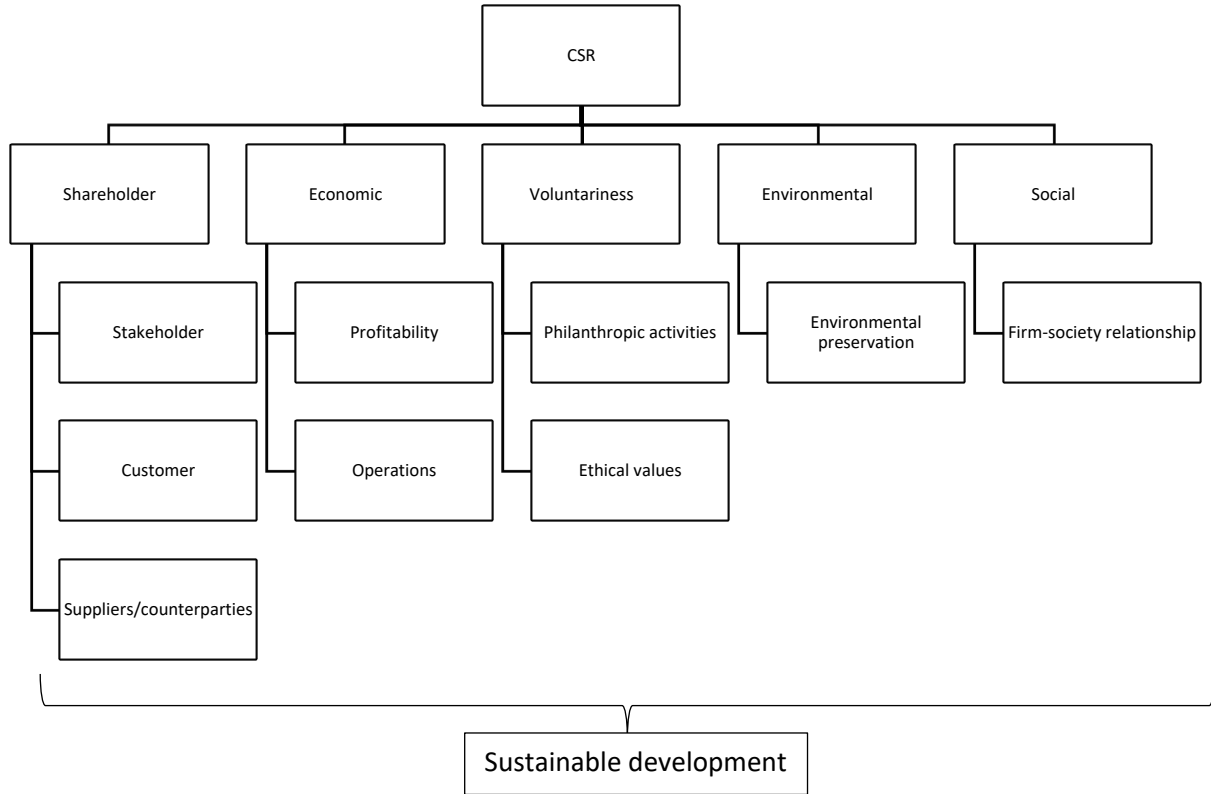 CSR
Shareholder
Economic
Voluntariness
Environmental
Social
Stakeholder
Profitability
Philanthropic activities
Environmental
preservation
Firm-society relationship
Customer
Operations
Ethical values
Suppliers/counterparties
Sustainable development